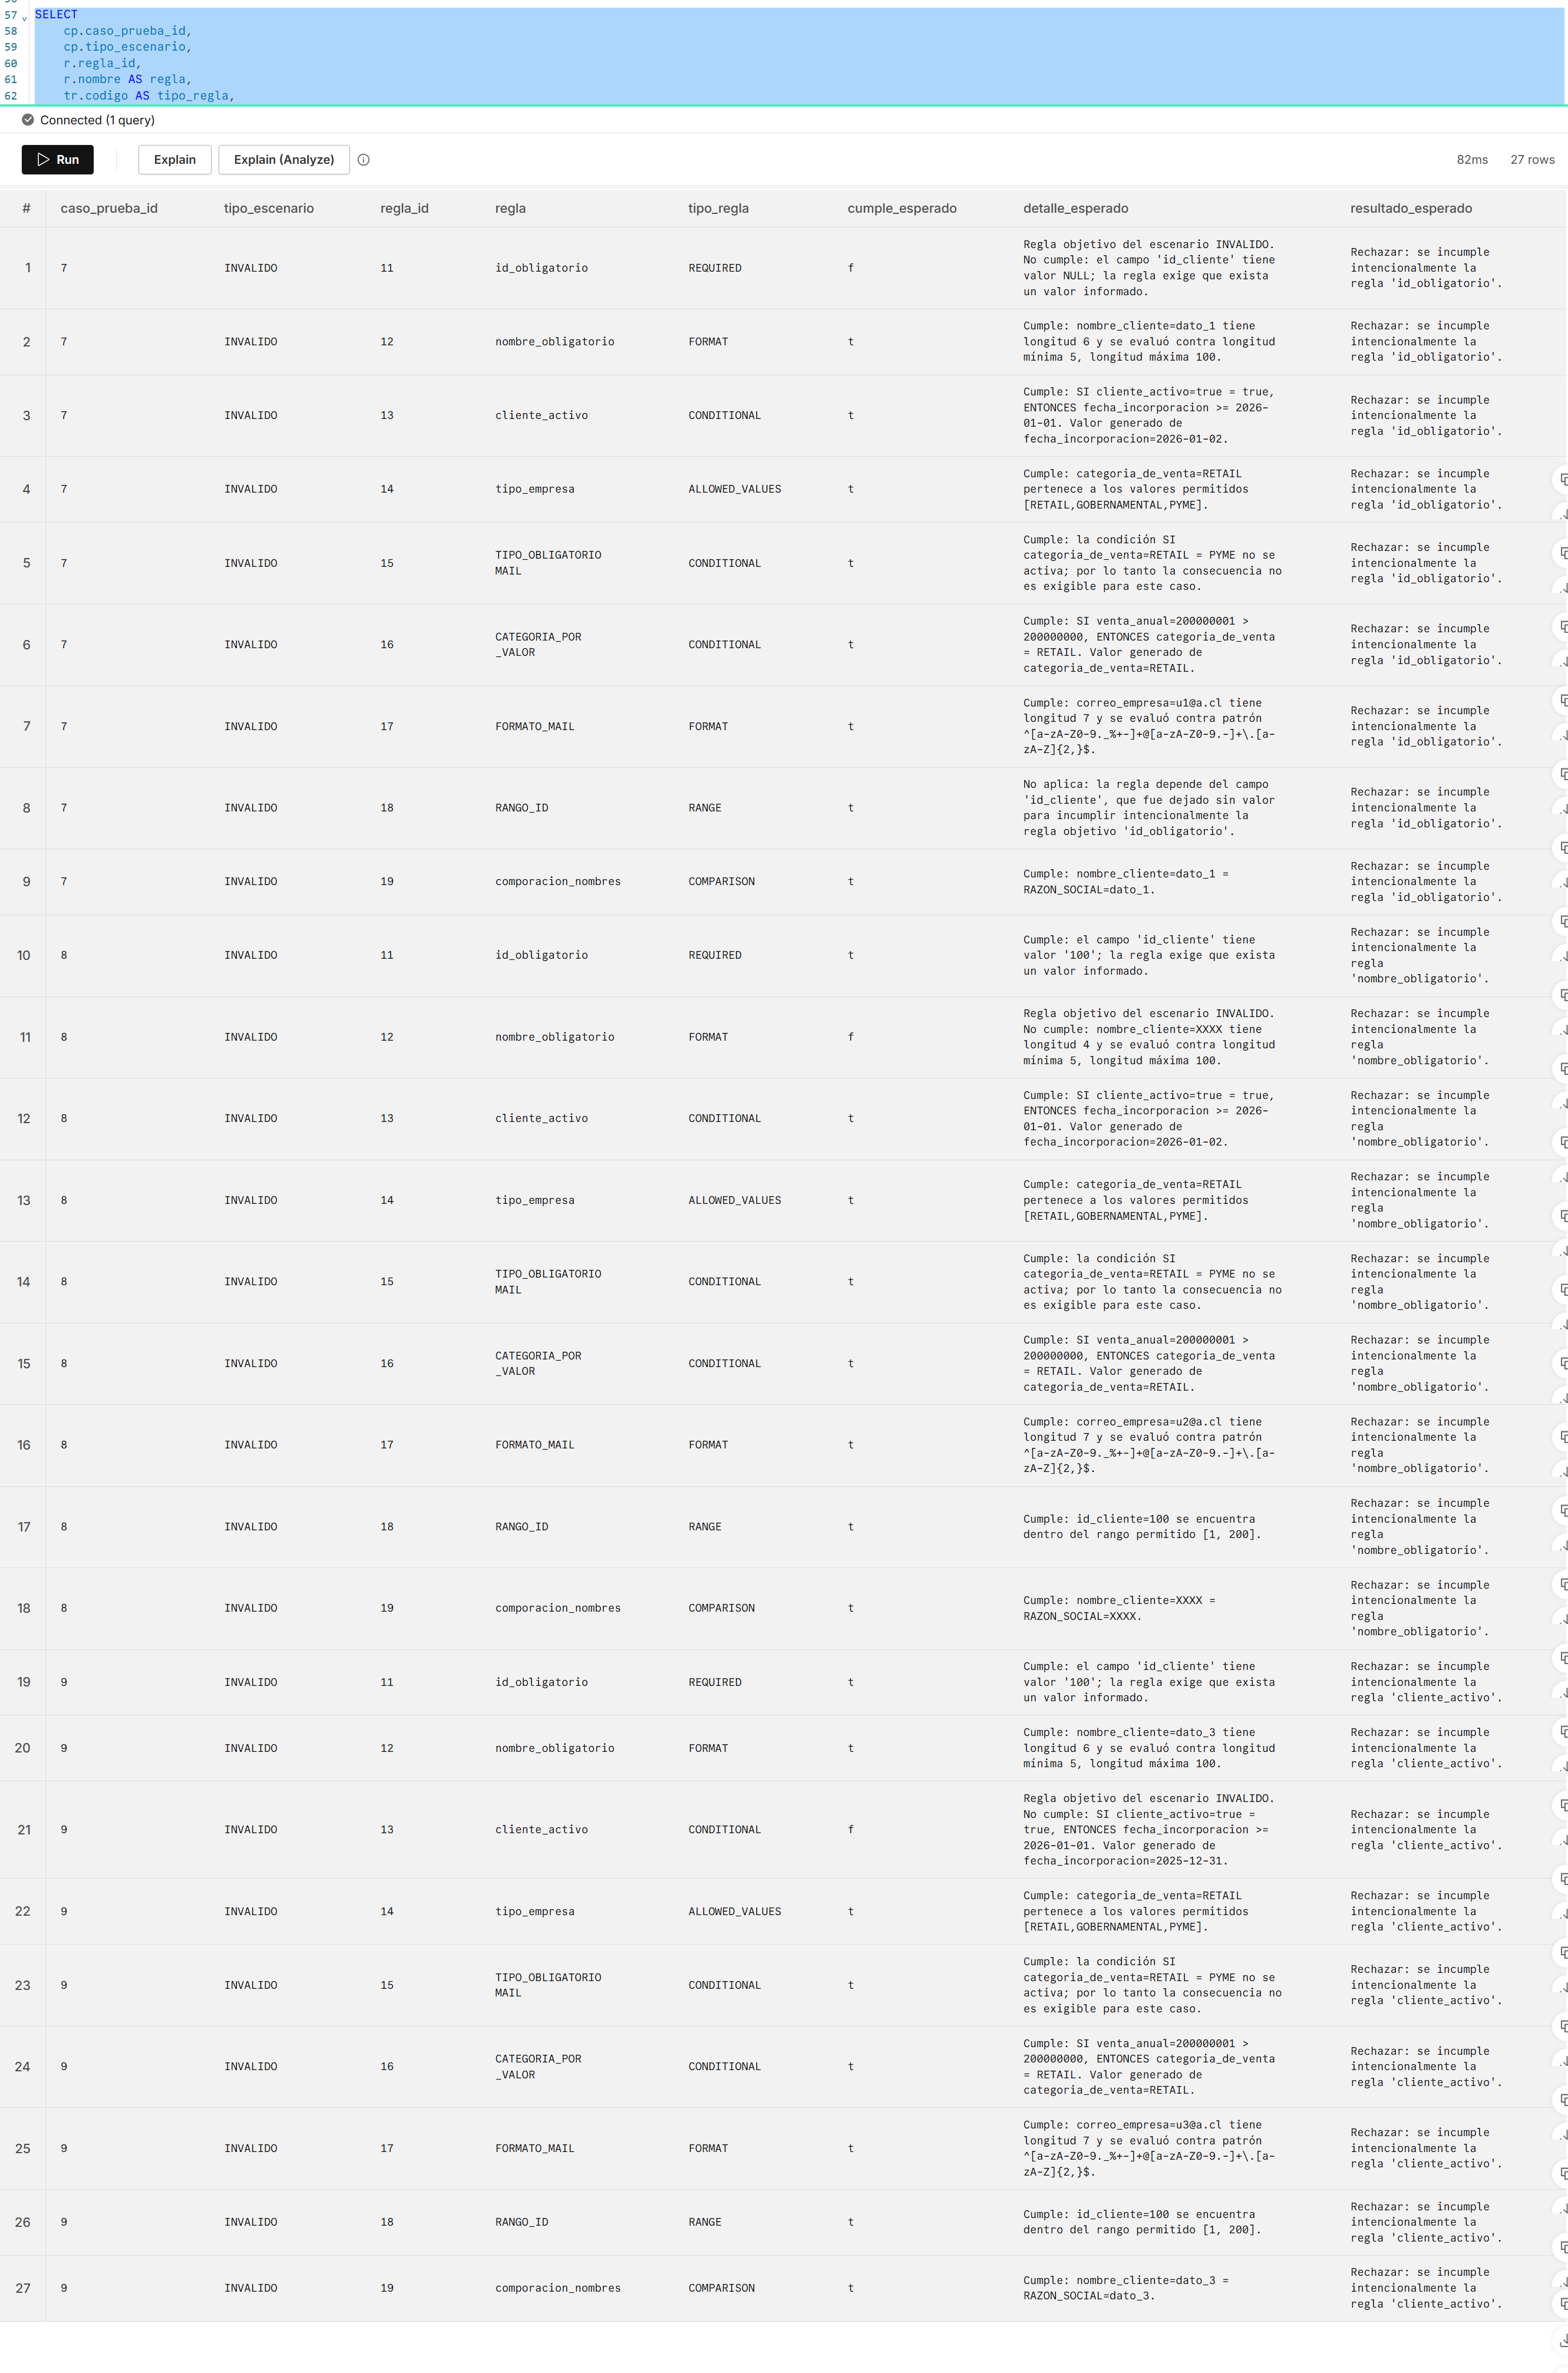 57 SELECT
58 cp.caso_prueba_id,
59 cp.tipo_escenario,
60 r.regla_id,
61 r.nombre AS regla,
62 tr.codigo AS tipo_regla,
Connected (1 query)
Run Explain Explain (Analyze) 82ms 27 rows
# caso_prueba_id tipo_escenario regla_id regla tipo_regla cumple_esperado detalle_esperado resultado_esperado
1 7 INVALIDO 11 id_obligatorio REQUIRED f
Regla objetivo del escenario INVALIDO.
No cumple: el campo 'id_cliente' tiene
valor NULL; la regla exige que exista
un valor informado.
Rechazar: se incumple
intencionalmente la
regla 'id_obligatorio'.
2 7 INVALIDO 12 nombre_obligatorio FORMAT t
Cumple: nombre_cliente=dato_1 tiene
longitud 6 y se evaluó contra longitud
mínima 5, longitud máxima 100.
Rechazar: se incumple
intencionalmente la
regla 'id_obligatorio'.
3 7 INVALIDO 13 cliente_activo CONDITIONAL t
Cumple: SI cliente_activo=true = true,
ENTONCES fecha_incorporacion >= 2026-
01-01. Valor generado de
fecha_incorporacion=2026-01-02.
Rechazar: se incumple
intencionalmente la
regla 'id_obligatorio'.
4 7 INVALIDO 14 tipo_empresa ALLOWED_VALUES t
Cumple: categoria_de_venta=RETAIL
pertenece a los valores permitidos
[RETAIL,GOBERNAMENTAL,PYME].
Rechazar: se incumple
intencionalmente la
regla 'id_obligatorio'.
5 7 INVALIDO 15 TIPO_OBLIGATORIO
MAIL
CONDITIONAL t
Cumple: la condición SI
categoria_de_venta=RETAIL = PYME no se
activa; por lo tanto la consecuencia no
es exigible para este caso.
Rechazar: se incumple
intencionalmente la
regla 'id_obligatorio'.
6 7 INVALIDO 16 CATEGORIA_POR
_VALOR
CONDITIONAL t
Cumple: SI venta_anual=200000001 >
200000000, ENTONCES categoria_de_venta
= RETAIL. Valor generado de
categoria_de_venta=RETAIL.
Rechazar: se incumple
intencionalmente la
regla 'id_obligatorio'.
7 7 INVALIDO 17 FORMATO_MAIL FORMAT t
Cumple: correo_empresa=u1@a.cl tiene
longitud 7 y se evaluó contra patrón
^[a-zA-Z0-9._%+-]+@[a-zA-Z0-9.-]+\.[a-
zA-Z]{2,}$.
Rechazar: se incumple
intencionalmente la
regla 'id_obligatorio'.
8 7 INVALIDO 18 RANGO_ID RANGE t
No aplica: la regla depende del campo
'id_cliente', que fue dejado sin valor
para incumplir intencionalmente la
regla objetivo 'id_obligatorio'.
Rechazar: se incumple
intencionalmente la
regla 'id_obligatorio'.
9 7 INVALIDO 19 comporacion_nombres COMPARISON t
Cumple: nombre_cliente=dato_1 =
RAZON_SOCIAL=dato_1.
Rechazar: se incumple
intencionalmente la
regla 'id_obligatorio'.
10 8 INVALIDO 11 id_obligatorio REQUIRED t
Cumple: el campo 'id_cliente' tiene
valor '100'; la regla exige que exista
un valor informado.
Rechazar: se incumple
intencionalmente la
regla
'nombre_obligatorio'.
11 8 INVALIDO 12 nombre_obligatorio FORMAT f
Regla objetivo del escenario INVALIDO.
No cumple: nombre_cliente=XXXX tiene
longitud 4 y se evaluó contra longitud
mínima 5, longitud máxima 100.
Rechazar: se incumple
intencionalmente la
regla
'nombre_obligatorio'.
12 8 INVALIDO 13 cliente_activo CONDITIONAL t
Cumple: SI cliente_activo=true = true,
ENTONCES fecha_incorporacion >= 2026-
01-01. Valor generado de
fecha_incorporacion=2026-01-02.
Rechazar: se incumple
intencionalmente la
regla
'nombre_obligatorio'.
13 8 INVALIDO 14 tipo_empresa ALLOWED_VALUES t
Cumple: categoria_de_venta=RETAIL
pertenece a los valores permitidos
[RETAIL,GOBERNAMENTAL,PYME].
Rechazar: se incumple
intencionalmente la
regla
'nombre_obligatorio'.
14 8 INVALIDO 15 TIPO_OBLIGATORIO
MAIL
CONDITIONAL t
Cumple: la condición SI
categoria_de_venta=RETAIL = PYME no se
activa; por lo tanto la consecuencia no
es exigible para este caso.
Rechazar: se incumple
intencionalmente la
regla
'nombre_obligatorio'.
15 8 INVALIDO 16 CATEGORIA_POR
_VALOR
CONDITIONAL t
Cumple: SI venta_anual=200000001 >
200000000, ENTONCES categoria_de_venta
= RETAIL. Valor generado de
categoria_de_venta=RETAIL.
Rechazar: se incumple
intencionalmente la
regla
'nombre_obligatorio'.
16 8 INVALIDO 17 FORMATO_MAIL FORMAT t
Cumple: correo_empresa=u2@a.cl tiene
longitud 7 y se evaluó contra patrón
^[a-zA-Z0-9._%+-]+@[a-zA-Z0-9.-]+\.[a-
zA-Z]{2,}$.
Rechazar: se incumple
intencionalmente la
regla
'nombre_obligatorio'.
17 8 INVALIDO 18 RANGO_ID RANGE t
Cumple: id_cliente=100 se encuentra
dentro del rango permitido [1, 200].
Rechazar: se incumple
intencionalmente la
regla
'nombre_obligatorio'.
18 8 INVALIDO 19 comporacion_nombres COMPARISON t
Cumple: nombre_cliente=XXXX =
RAZON_SOCIAL=XXXX.
Rechazar: se incumple
intencionalmente la
regla
'nombre_obligatorio'.
19 9 INVALIDO 11 id_obligatorio REQUIRED t
Cumple: el campo 'id_cliente' tiene
valor '100'; la regla exige que exista
un valor informado.
Rechazar: se incumple
intencionalmente la
regla 'cliente_activo'.
20 9 INVALIDO 12 nombre_obligatorio FORMAT t
Cumple: nombre_cliente=dato_3 tiene
longitud 6 y se evaluó contra longitud
mínima 5, longitud máxima 100.
Rechazar: se incumple
intencionalmente la
regla 'cliente_activo'.
21 9 INVALIDO 13 cliente_activo CONDITIONAL f
Regla objetivo del escenario INVALIDO.
No cumple: SI cliente_activo=true =
true, ENTONCES fecha_incorporacion >=
2026-01-01. Valor generado de
fecha_incorporacion=2025-12-31.
Rechazar: se incumple
intencionalmente la
regla 'cliente_activo'.
22 9 INVALIDO 14 tipo_empresa ALLOWED_VALUES t
Cumple: categoria_de_venta=RETAIL
pertenece a los valores permitidos
[RETAIL,GOBERNAMENTAL,PYME].
Rechazar: se incumple
intencionalmente la
regla 'cliente_activo'.
23 9 INVALIDO 15 TIPO_OBLIGATORIO
MAIL
CONDITIONAL t
Cumple: la condición SI
categoria_de_venta=RETAIL = PYME no se
activa; por lo tanto la consecuencia no
es exigible para este caso.
Rechazar: se incumple
intencionalmente la
regla 'cliente_activo'.
24 9 INVALIDO 16 CATEGORIA_POR
_VALOR
CONDITIONAL t
Cumple: SI venta_anual=200000001 >
200000000, ENTONCES categoria_de_venta
= RETAIL. Valor generado de
categoria_de_venta=RETAIL.
Rechazar: se incumple
intencionalmente la
regla 'cliente_activo'.
25 9 INVALIDO 17 FORMATO_MAIL FORMAT t
Cumple: correo_empresa=u3@a.cl tiene
longitud 7 y se evaluó contra patrón
^[a-zA-Z0-9._%+-]+@[a-zA-Z0-9.-]+\.[a-
zA-Z]{2,}$.
Rechazar: se incumple
intencionalmente la
regla 'cliente_activo'.
26 9 INVALIDO 18 RANGO_ID RANGE t
Cumple: id_cliente=100 se encuentra
dentro del rango permitido [1, 200].
Rechazar: se incumple
intencionalmente la
regla 'cliente_activo'.
27 9 INVALIDO 19 comporacion_nombres COMPARISON t
Cumple: nombre_cliente=dato_3 =
RAZON_SOCIAL=dato_3.
Rechazar: se incumple
intencionalmente la
regla 'cliente_activo'.